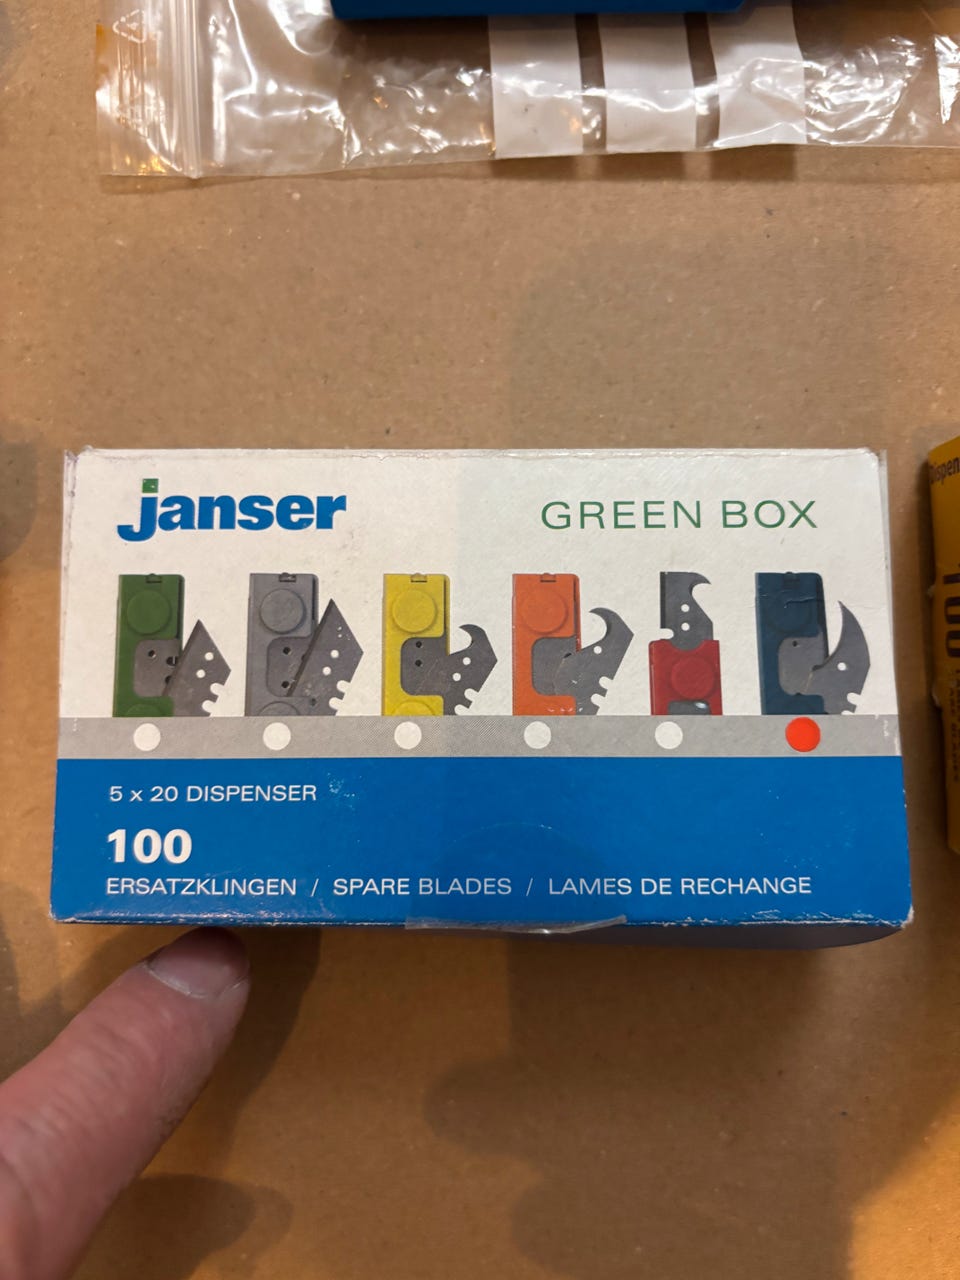 janser
GREEN BOX
5 x 20 DISPENSER
100
ERSATZKLINGEN / SPARE BLADES / LAMES DE RECHANGE